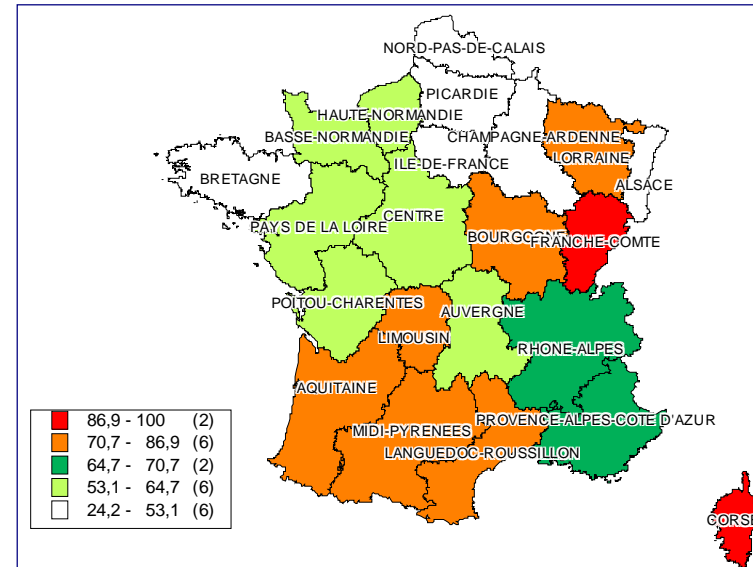 NORD-PAS-DE-CALAIS
PICARDIE
HAUTE-NORMANDIE
BASSE-NORMANDIE
CHAMPAGNE-ARDENNE
LORRAINE
ILE-DE-FRANCE
ALSACE
BRETAGNE
CENTRE
PAYS DE LA LOIRE
BOURGOGNE
FRANCHE-COMTE
POITOU-CHARENTES
AUVERGNE
LIMOUSIN
RHONE-ALPES
AQUITAINE
PROVENCE-ALPES-COTE D'AZUR
MIDI-PYRENEES
LANGUEDOC-ROUSSILLON
CORSE
86,9 - 100 (2)
70,7 - 86,9 (6)
64,7 - 70,7 (2)
53,1 - 64,7 (6)
24,2 - 53,1 (6)